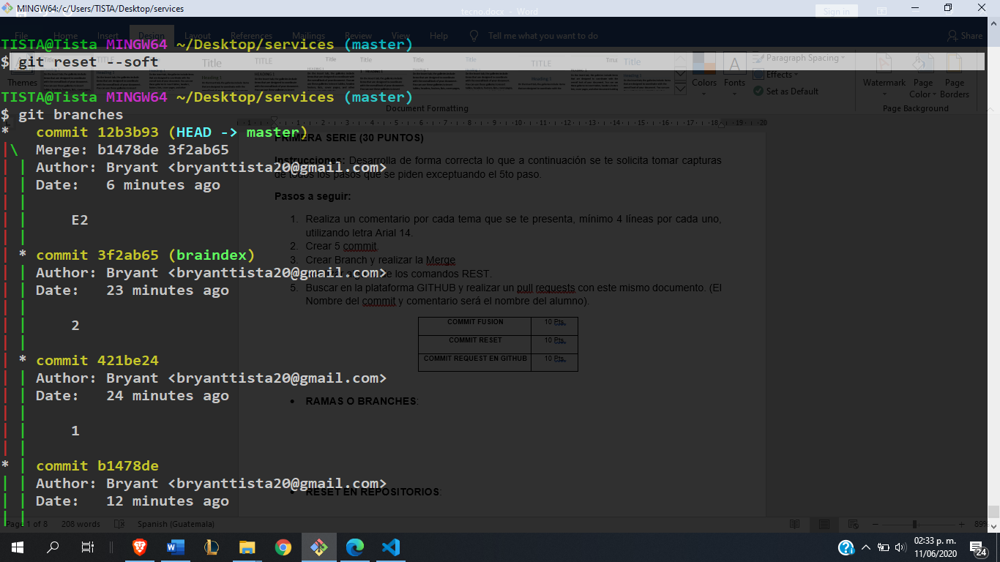 MINGW64:/c/Users/TISTA/Desktop/services
tecno.docx - Word
Sign in
File Home Insert Design Layout References Mailings Review View Help Tell me what you want to do Share
TISTA@Tista MINGW64 ~/Desktop/services (master)
$ git reset --soft
Themes
Title
TITLE
Colors
Fonts
Paragraph Spacing
Effects
Set as Default
Watermark
Page Color
Page Borders
Document Formatting
Page Background
TISTA@Tista MINGW64 ~/Desktop/services (master)
$ git branches
* commit 12b3b93 (HEAD -> master)
|\ Merge: b1478de 3f2ab65
| | Author: Bryant <bryanttista20@gmail.com>
| | Date: 6 minutes ago
| |
| | E2
| |
| * commit 3f2ab65 (braindex)
| | Author: Bryant <bryanttista20@gmail.com>
| | Date: 23 minutes ago
| |
| | 2
| |
| * commit 421be24
| | Author: Bryant <bryanttista20@gmail.com>
| | Date: 24 minutes ago
| |
| | 1
| |
* | commit b1478de
| | Author: Bryant <bryanttista20@gmail.com>
| | Date: 12 minutes ago
| |
PRIMERA SERIE (30 PUNTOS)
Instrucciones: Desarrolla de forma correcta lo que a continuación se te solicita tomar capturas
de todos los pasos que se piden exceptuando el 5to paso.
Pasos a seguir:
1. Realiza un comentario por cada tema que se te presenta, mínimo 4 líneas por cada uno,
utilizando letra Arial 14.
2. Crear 5 commit.
3. Crear Branch y realizar la Merge
de los comandos REST.
5. Buscar en la plataforma GITHUB y realizar un pull requests con este mismo documento. (El
Nombre del commit y comentario será el nombre del alumno).
COMMIT FUSION 10 Pts.
COMMIT RESET 10 Pts.
COMMIT REQUEST EN GITHUB 10 Pts.
• RAMAS O BRANCHES:
• RESET EN REPOSITORIOS:
Page 1 of 8 208 words Spanish (Guatemala) 89%
02:33 p. m.
11/06/2020
24